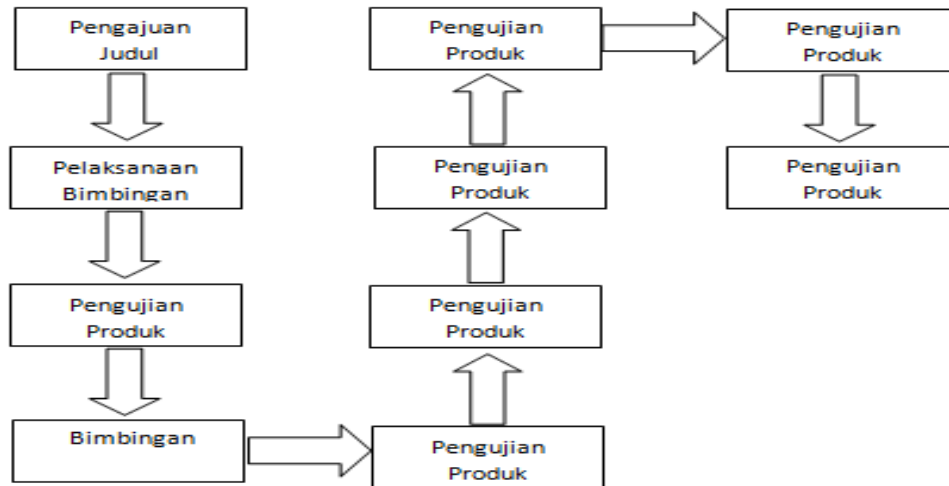 Pengajuan
Judul
Pelaksanaan
Bimbingan
Pengujian
Produk
Bimbingan
Pengujian
Produk
Pengujian
Produk
Pengujian
Produk
Pengujian
Produk
Pengujian
Produk
Pengujian
Produk